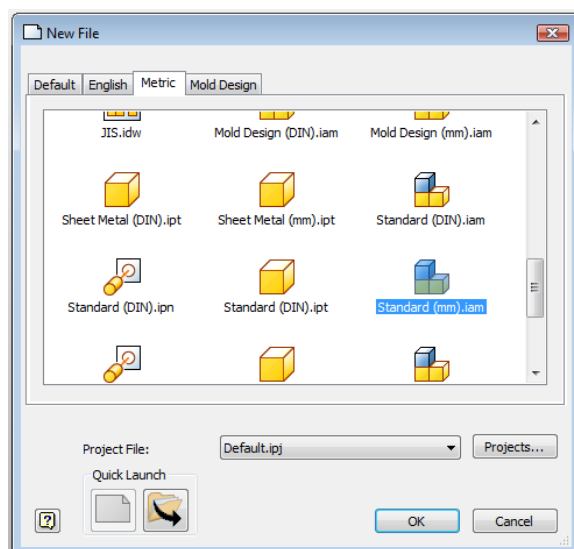 New File
Default English Metric Mold Design
JIS.idw Mold Design (DIN).iam Mold Design (mm).iam
Sheet Metal (DIN).ipt Sheet Metal (mm).ipt Standard (DIN).iam
Standard (DIN).ipn Standard (DIN).ipt Standard (mm).iam
Project File: Default.ipj Projects...
Quick Launch
? OK Cancel